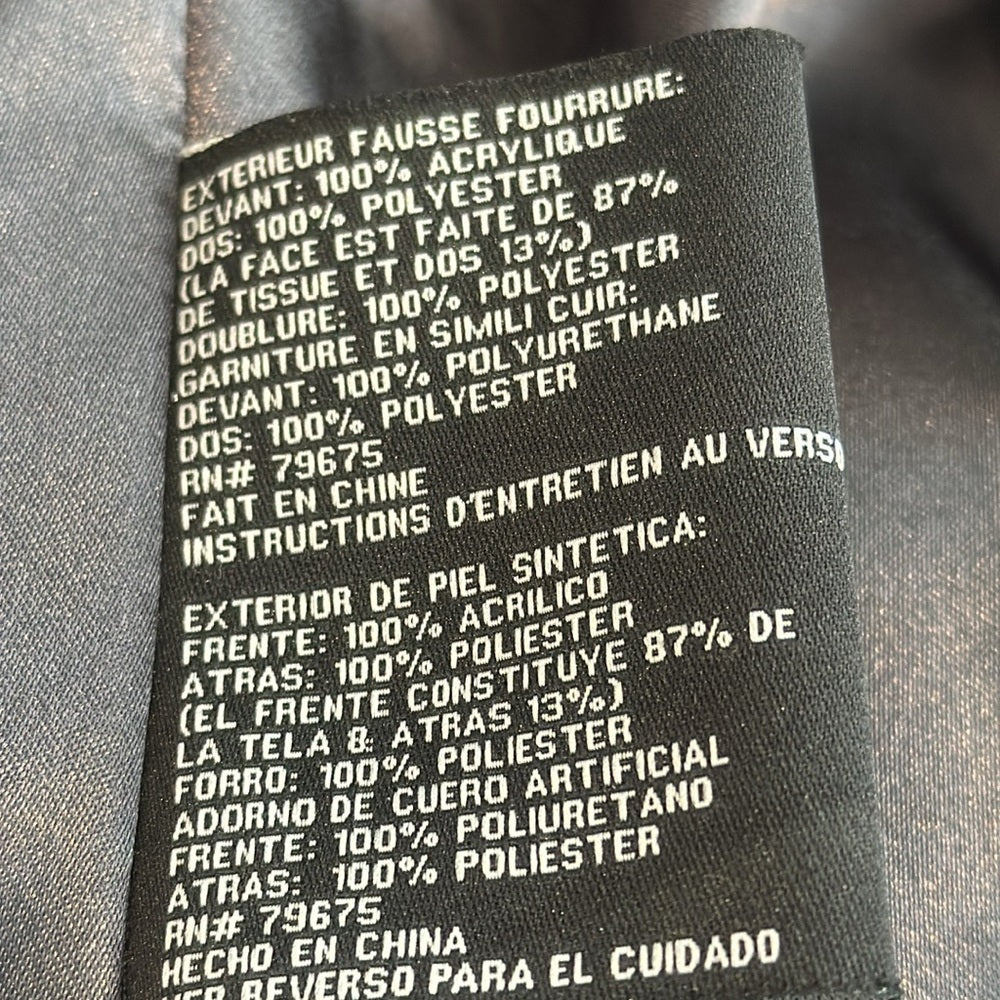 EXTERIEUR FAUSSE FOURRURE:
DEVANT: 100% ACRYLIQUE
DOS: 100% POLYESTER
(LA FACE EST FAITE DE 87%
DE TISSUE ET DOS 13%)
DOUBLURE: 100% POLYESTER
GARNITURE EN SIMILI CUIR:
DEVANT: 100% POLYURETHANE
DOS: 100% POLYESTER
RN# 79675
FAIT EN CHINE
INSTRUCTIONS D'ENTRETIEN AU VERSO
EXTERIOR DE PIEL SINTETICA:
FRENTE: 100% ACRILICO
ATRAS: 100% POLIESTER
(EL FRENTE CONSTITUYE 87% DE
LA TELA & ATRAS 13%)
FORRO: 100% POLIESTER
ADORNO DE CUERO ARTIFICIAL
FRENTE: 100% POLIURETANO
ATRAS: 100% POLIESTER
RN# 79675
HECHO EN CHINA
VER REVERSO PARA EL CUIDADO